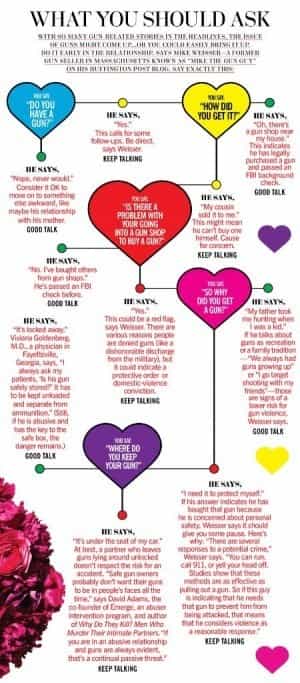 WHAT YOU SHOULD ASK
WITH SO MANY GUN-RELATED STORIES IN THE HEADLINES, THE ISSUE
OF GUNS MIGHT COME UP...OR YOU COULD EASILY BRING IT UP.
DO IT EARLY IN THE RELATIONSHIP, SAYS MIKE WEISSER—A FORMER
GUN SELLER IN MASSACHUSETTS KNOWN AS "MIKE THE GUN GUY"
ON HIS HUFFINGTON POST BLOG. SAY EXACTLY THIS:
YOU SAY,
"DO YOU
HAVE A
GUN?"
HE SAYS,
"Nope, never would."
Consider it OK to
move on to something
else awkward, like
maybe his relationship
with his mother.
GOOD TALK
HE SAYS,
"Yes."
This calls for some
follow-ups. Be direct,
says Weisser.
KEEP TALKING
YOU SAY,
"HOW DID
YOU GET IT?"
HE SAYS,
"Oh, there's
a gun shop near
my house."
This indicates
he has legally
purchased a gun
and passed an
FBI background
check.
GOOD TALK
HE SAYS,
"My cousin
sold it to me."
This might mean
he can't buy one
himself. Cause
for concern.
KEEP TALKING
YOU SAY,
"IS THERE A
PROBLEM WITH
YOUR GOING
INTO A GUN SHOP
TO BUY A GUN?"
HE SAYS,
"No. I've bought others
from gun shops."
He's passed an FBI
check before.
GOOD TALK
HE SAYS,
"Yes."
This could be a red flag,
says Weisser. There are
various reasons people
are denied guns (like a
dishonorable discharge
from the military), but
it could indicate a
protective order or
domestic-violence
conviction.
KEEP TALKING
YOU SAY,
"SO WHY
DID YOU GET
A GUN?"
HE SAYS,
"My father took
me hunting when
I was a kid."
If he talks about
guns as recreation
or a family tradition
—"We always had
guns growing up"
or "I go target
shooting with my
friends"—those
are signs of a
lower risk for
gun violence,
Weisser says.
GOOD TALK
HE SAYS,
"It's locked away."
Viviana Goldenberg,
M.D., a physician in
Fayetteville,
Georgia, says, "I
always ask my
patients, 'Is his gun
safely stored?' It has
to be kept unloaded
and separate from
ammunition." (Still,
if he is abusive and
has the key to the
safe box, the
danger remains.)
GOOD TALK
YOU SAY
"WHERE DO
YOU KEEP
YOUR GUN?"
HE SAYS,
"It's under the seat of my car."
At best, a partner who leaves
guns lying around unlocked
doesn't respect the risk for an
accident. "Safe gun owners
probably don't want their guns
to be in people's faces all the
time," says David Adams, the
co-founder of Emerge, an abuser
intervention program, and author
of Why Do They Kill? Men Who
Murder Their Intimate Partners. "If
you are in an abusive relationship
and guns are always evident,
that's a continual passive threat."
KEEP TALKING
HE SAYS,
"I need it to protect myself."
If his answer indicates he has
bought that gun because
he is concerned about personal
safety, Weisser says it should
give you some pause. Here's
why. "There are several
responses to a potential crime,"
Weisser says. "You can run,
call 911, or yell your head off.
Studies show that these
methods are as effective as
pulling out a gun. So if this guy
is indicating that he needs
that gun to prevent him from
being attacked, that means
that he considers violence as
a reasonable response."
KEEP TALKING